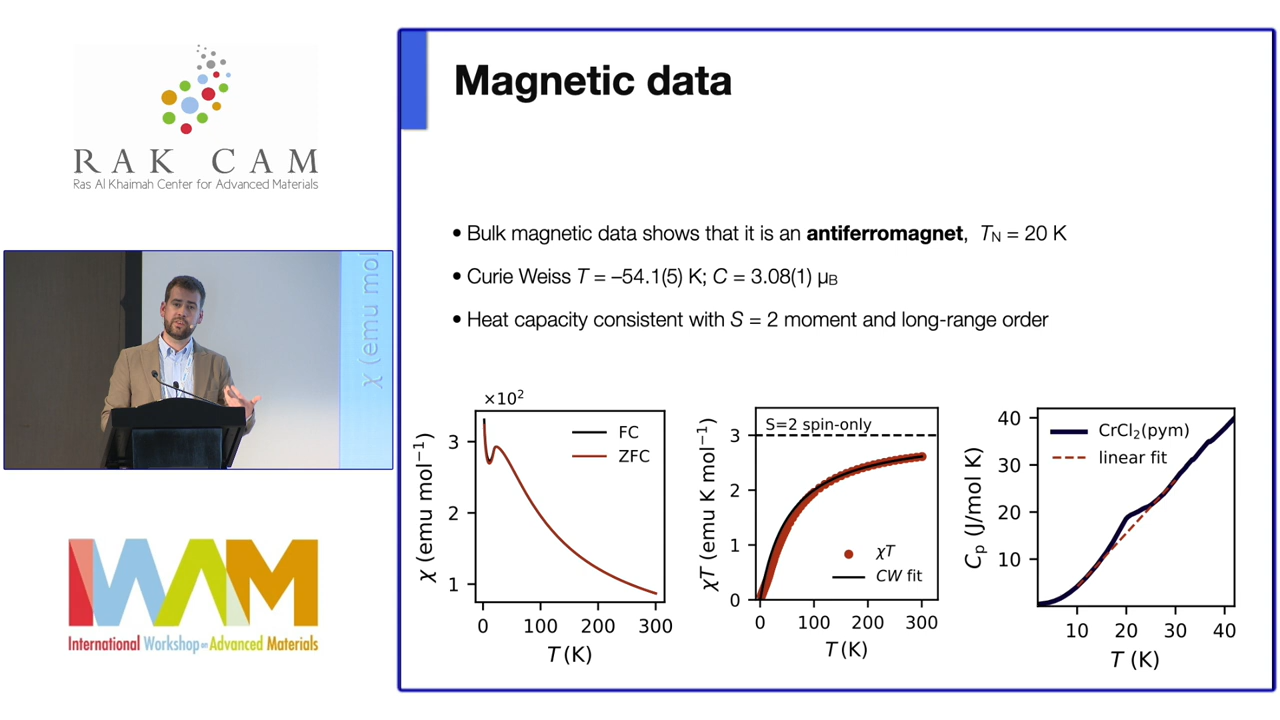 RAK CAM
Ras Al Khaimah Center for Advanced Materials
χ (emu mol
IWAM
International Workshop on Advanced Materials
Magnetic data
• Bulk magnetic data shows that it is an antiferromagnet, TN = 20 K
• Curie Weiss T = –54.1(5) K; C = 3.08(1) µB
• Heat capacity consistent with S = 2 moment and long-range order
×10²
χ (emu mol⁻¹)
3
2
1
FC
ZFC
0 100 200 300
T (K)
χT (emu K mol⁻¹)
3
2
1
0
S=2 spin-only
χT
CW fit
0 100 200 300
T (K)
Cp (J/mol K)
40
30
20
10
CrCl₂(pym)
linear fit
10 20 30 40
T (K)